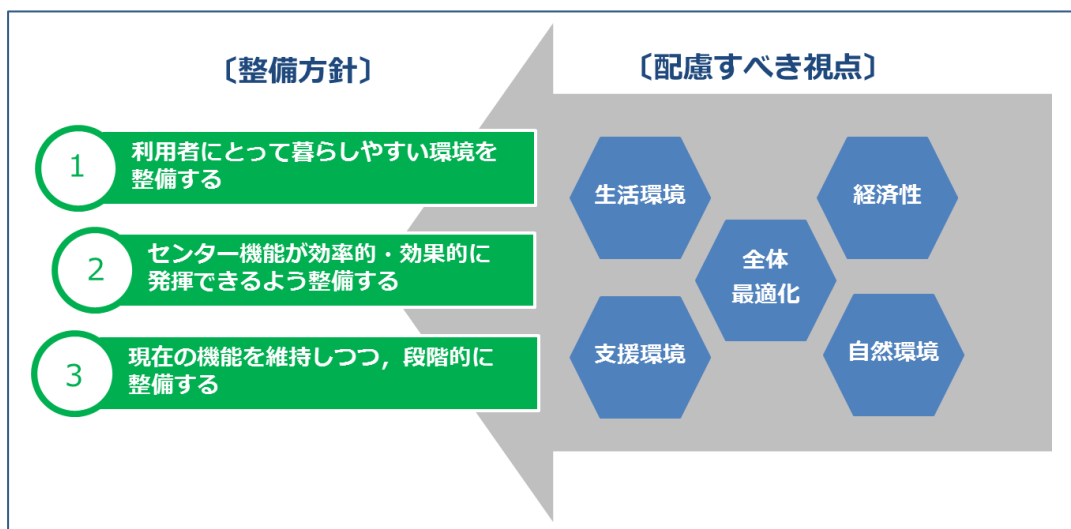 〔整備方針〕
1
利用者にとって暮らしやすい環境を
整備する
2
センター機能が効率的・効果的に
発揮できるよう整備する
3
現在の機能を維持しつつ，段階的に
整備する
〔配慮すべき視点〕
生活環境
経済性
全体
最適化
支援環境
自然環境